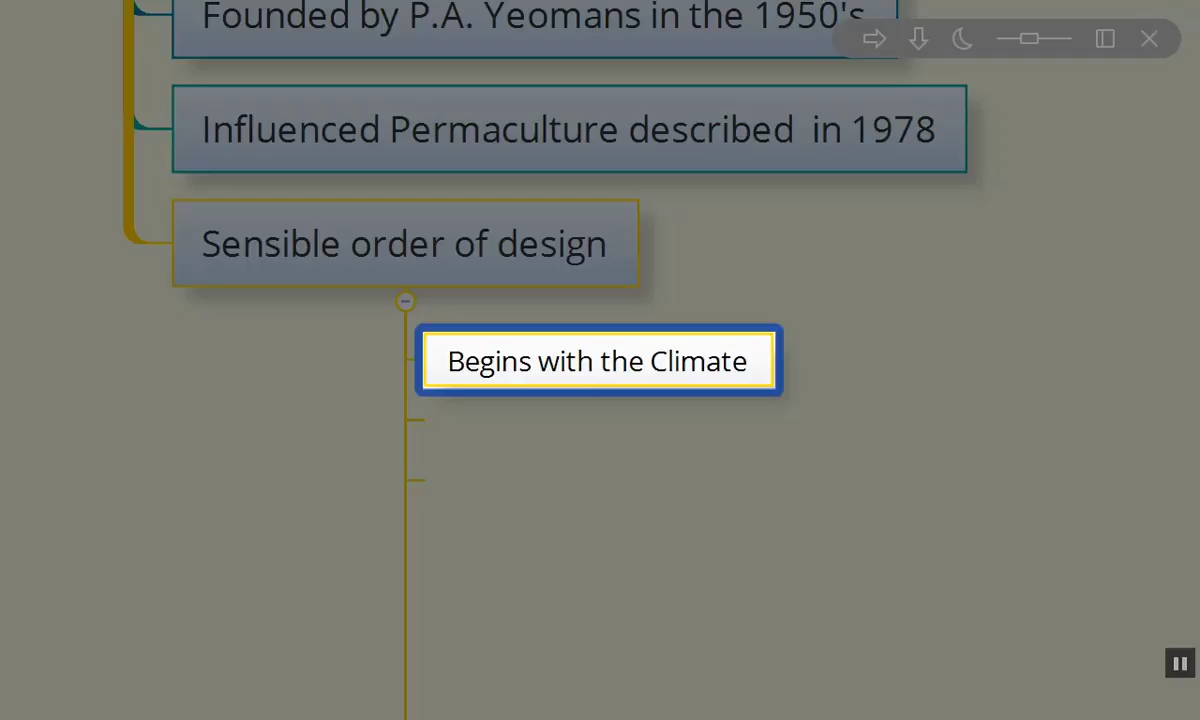 Founded by P.A. Yeomans in the 1950's
Influenced Permaculture described in 1978
Sensible order of design
Begins with the Climate